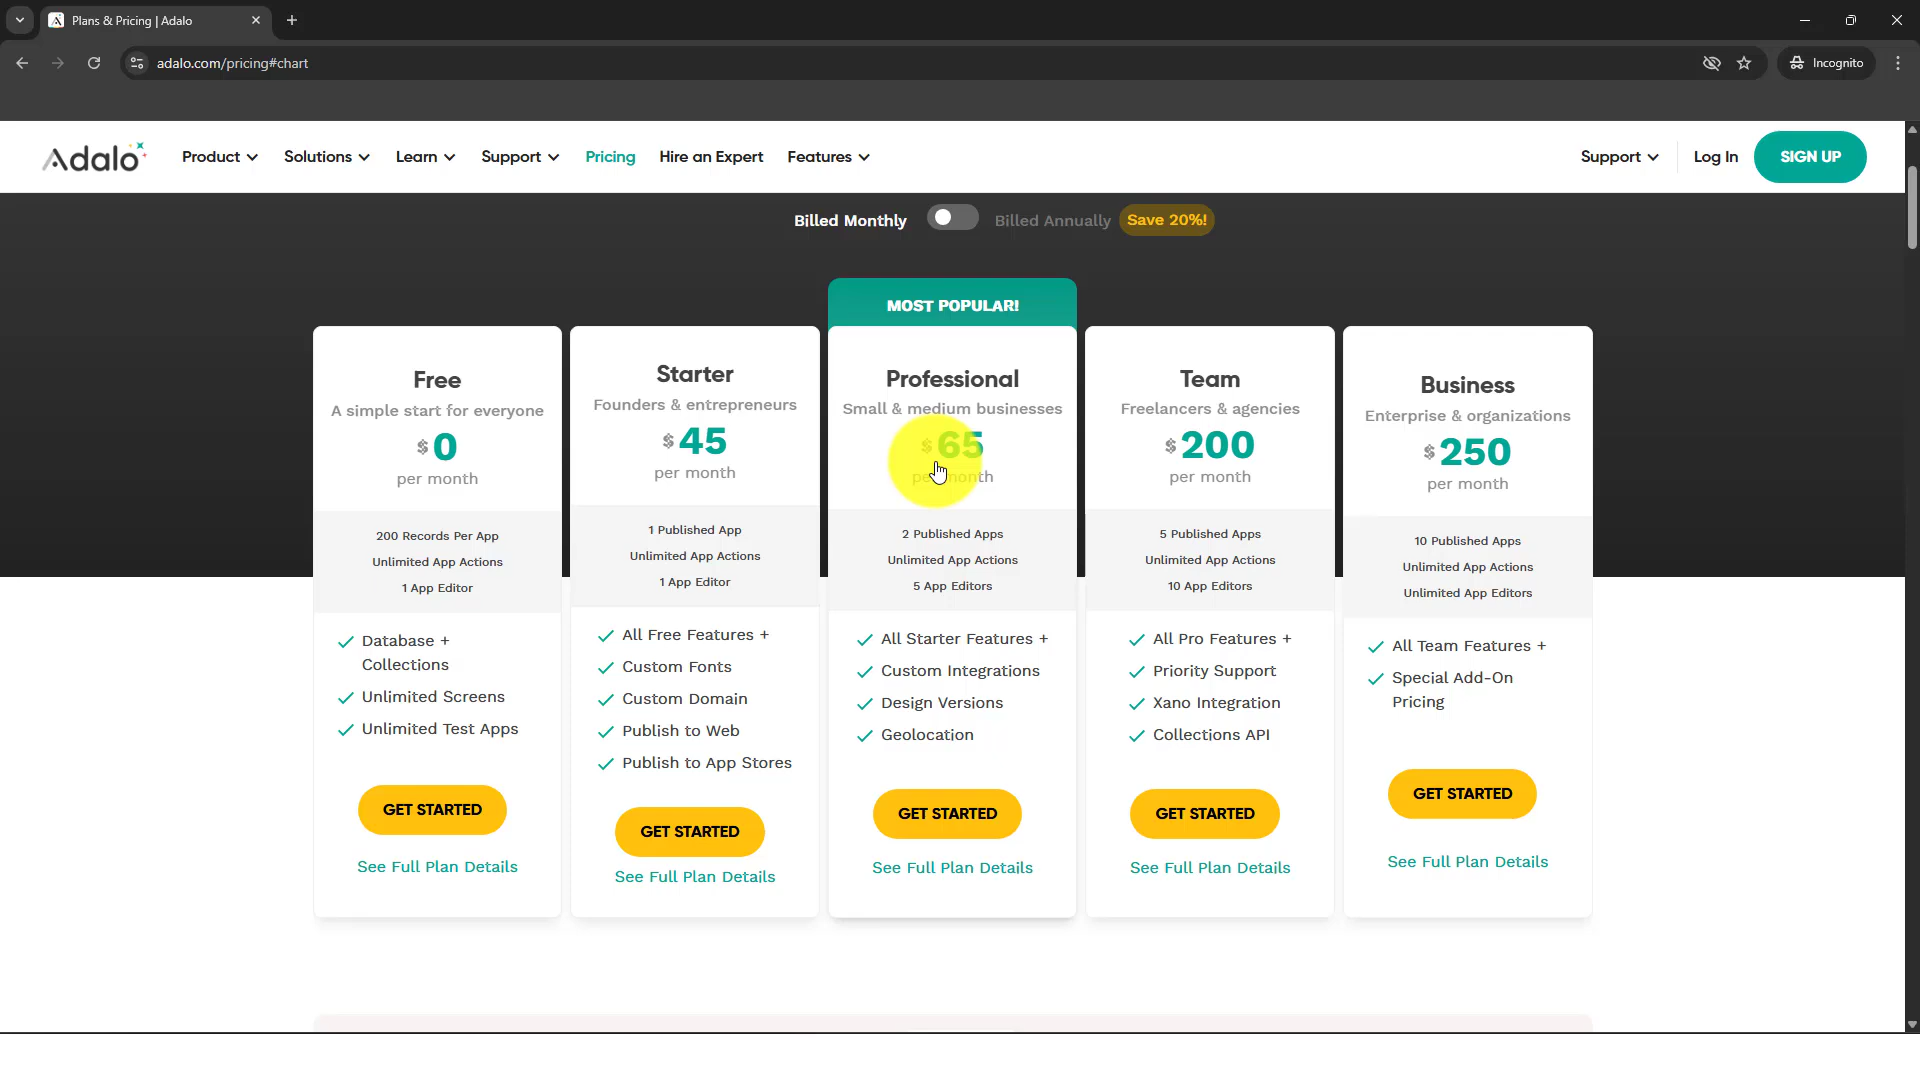 Plans & Pricing | Adalo
adalo.com/pricing#chart
Incognito
Adalo
Product
Solutions
Learn
Support
Pricing
Hire an Expert
Features
Support
Log In
SIGN UP
Billed Monthly
Billed Annually
Save 20%!
MOST POPULAR!
Free
A simple start for everyone
$0
per month
200 Records Per App
Unlimited App Actions
1 App Editor
Database +
Collections
Unlimited Screens
Unlimited Test Apps
GET STARTED
See Full Plan Details
Starter
Founders & entrepreneurs
$45
per month
1 Published App
Unlimited App Actions
1 App Editor
All Free Features +
Custom Fonts
Custom Domain
Publish to Web
Publish to App Stores
GET STARTED
See Full Plan Details
Professional
Small & medium businesses
$65
per month
2 Published Apps
Unlimited App Actions
5 App Editors
All Starter Features +
Custom Integrations
Design Versions
Geolocation
GET STARTED
See Full Plan Details
Team
Freelancers & agencies
$200
per month
5 Published Apps
Unlimited App Actions
10 App Editors
All Pro Features +
Priority Support
Xano Integration
Collections API
GET STARTED
See Full Plan Details
Business
Enterprise & organizations
$250
per month
10 Published Apps
Unlimited App Actions
Unlimited App Editors
All Team Features +
Special Add-On
Pricing
GET STARTED
See Full Plan Details